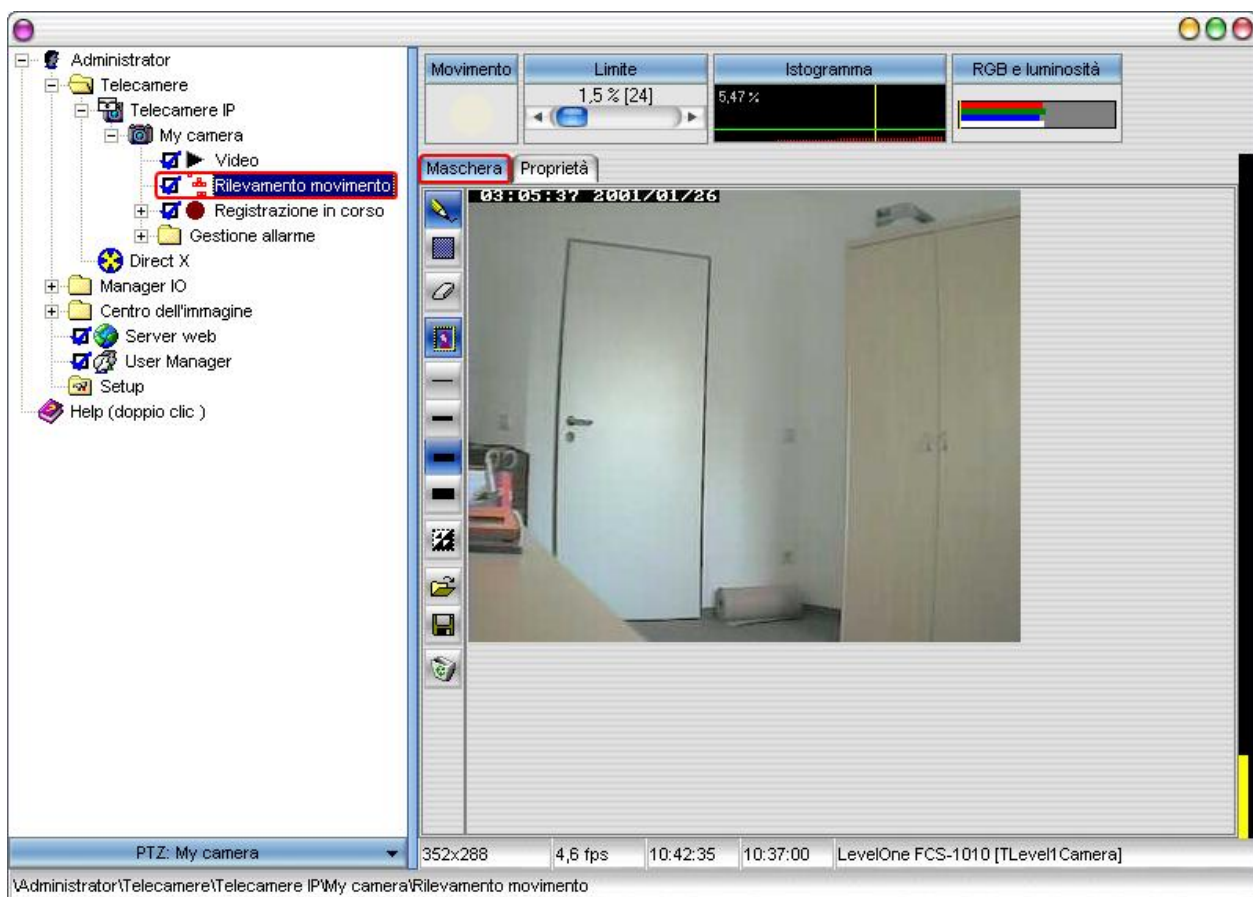 Administrator
Telecamere
Telecamere IP
My camera
Video
Rilevamento movimento
Registrazione in corso
Gestione allarme
Direct X
Manager IO
Centro dell'immagine
Server web
User Manager
Setup
Help (doppio clic )
Movimento
Limite
Istogramma
RGB e luminosità
1,5 % [24]
5,47 %
Maschera
Proprietà
03:05:37 2001/01/26
PTZ: My camera
352x288
4,6 fps
10:42:35
10:37:00
LevelOne FCS-1010 [TLevel1Camera]
\Administrator\Telecamere\Telecamere IP\My camera\Rilevamento movimento